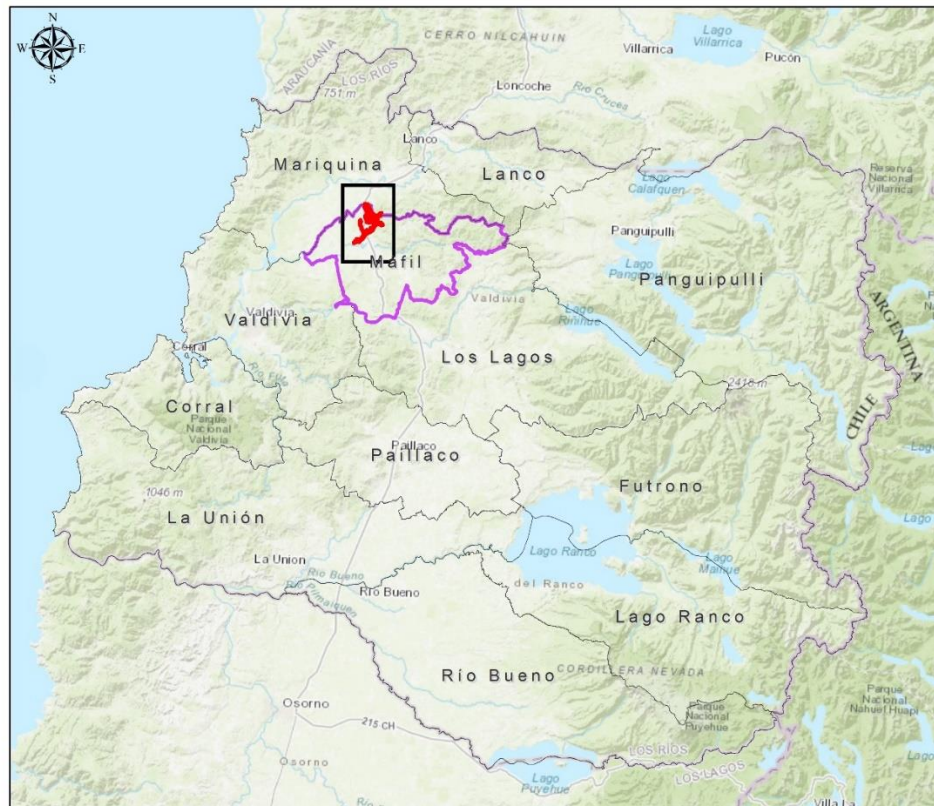 N
W E
S
CERRO NILCAHUIN
Villarrica
Lago
Villarrica
Pucón
ARAUCANÍA
LOS RÍOS
751 m
Loncoche
Río Cruces
Lanco
Mariquina
Lanco
Lago
Calafquen
Reserva
Nacional
Villarrica
Panguipulli
Lago
Panguipulli
Máfil
Panguipulli
Valdivia
Valdivia
Valdivia
Lago
Riñihue
ARGENTINA
CHILE
Corral
Los Lagos
2418 m
Corral
Parque
Nacional
Valdivia
Paillaco
Paillaco
Futrono
1046 m
La Unión
La Union
Lago Ranco
Lago
Maihue
Río Bueno
Río Pilmaiquen
Río Bueno
del Ranco
Lago Ranco
Río Bueno
CORDILLERA NEVADA
Osorno
215 CH
Parque
Nacional
Puyehue
Parque
Nacional
Nahuel Huapi
Osorno
LOS RÍOS
LOS LAGOS
Lago
Puyehue
Villa La